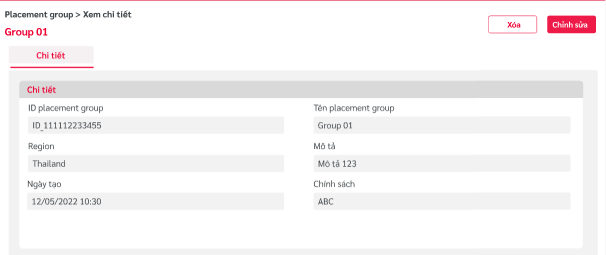 Placement group > Xem chi tiết
Group 01
Xóa
Chỉnh sửa
Chi tiết
Chi tiết
ID placement group
Tên placement group
ID_111112233455
Group 01
Region
Mô tả
Thailand
Mô tả 123
Ngày tạo
Chính sách
12/05/2022 10:30
ABC